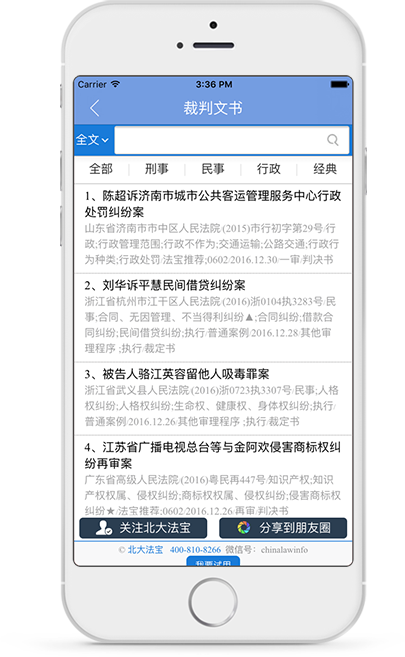 Carrier 3:36 PM
裁判文书
全文
全部 刑事 民事 行政 经典
1、陈超诉济南市城市公共客运管理服务中心行政
处罚纠纷案
山东省济南市市中区人民法院/(2015)市行初字第29号/行
政;行政管理范围;行政不作为;交通运输;公路交通;行政行
为种类;行政处罚/法宝推荐;0602/2016.12.30/一审/判决书
2、刘华诉平慧民间借贷纠纷案
浙江省杭州市江干区人民法院/(2016)浙0104执3283号/民
事;合同、无因管理、不当得利纠纷▲;合同纠纷;借款合
同纠纷;民间借贷纠纷;执行/普通案例/2016.12.28/其他审
理程序 ;执行/裁定书
3、被告人骆江英容留他人吸毒罪案
浙江省武义县人民法院/(2016)浙0723执3307号/民事;人格
权纠纷;人格权纠纷;生命权、健康权、身体权纠纷;执行/
普通案例/2016.12.26/其他审理程序 ;执行/裁定书
4、江苏省广播电视总台等与金阿欢侵害商标权纠
纷再审案
广东省高级人民法院/(2016)粤民再447号/知识产权;知识
产权权属、侵权纠纷;商标权权属、侵权纠纷;侵害商标权
纠纷★/法宝推荐;0602/2016.12.26/再审/判决书
关注北大法宝 分享到朋友圈
© 北大法宝 400-810-8266 微信号：chinalawinfo
我要试用